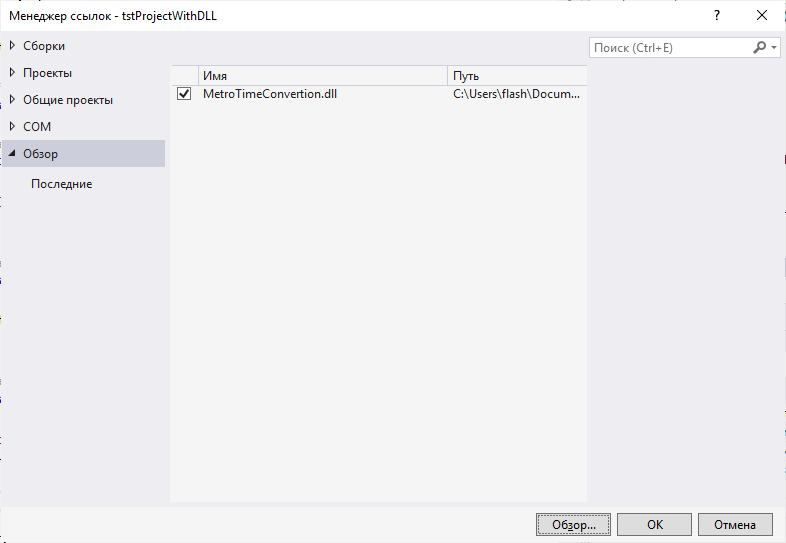 Менеджер ссылок - tstProjectWithDLL
?
Сборки
Проекты
Общие проекты
COM
Обзор
Последние
Поиск (Ctrl+E)
Имя Путь
MetroTimeConvertion.dll C:\Users\flash\Docum...
Обзор... OK Отмена